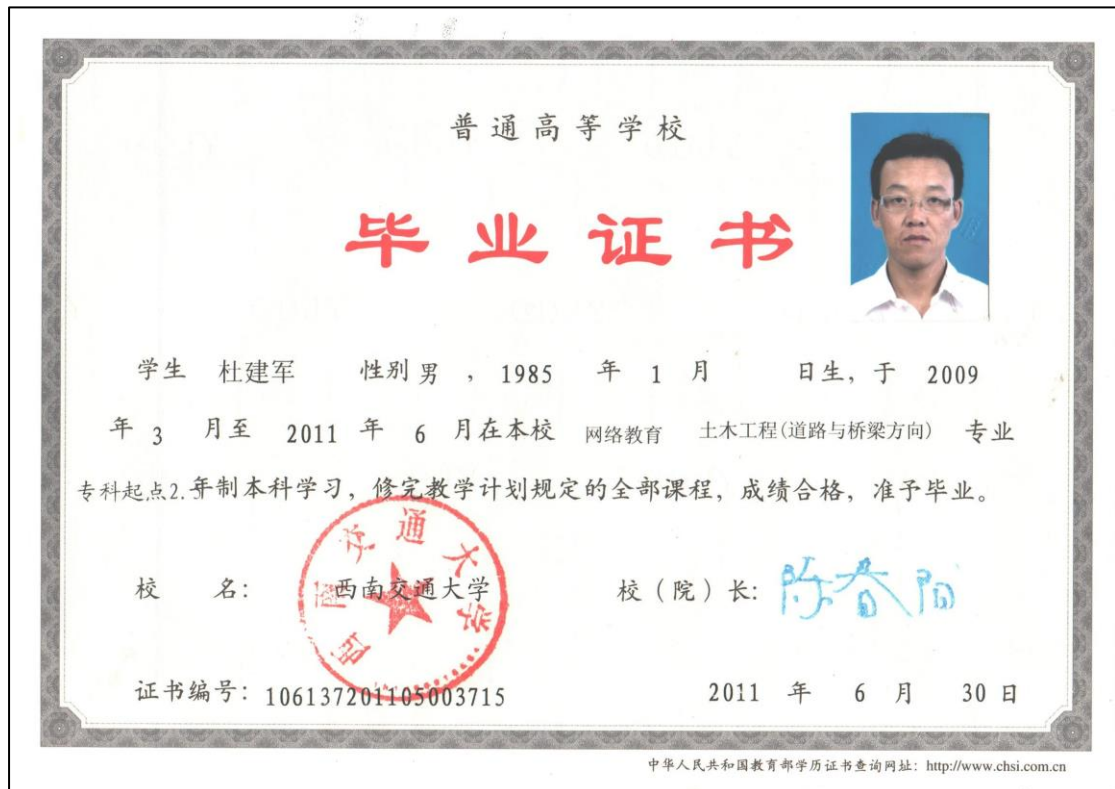 普通高等学校
毕业证书
学生 杜建军 性别 男 , 1985 年 1 月 日生, 于 2009
年 3 月至 2011 年 6 月在本校 网络教育 土木工程(道路与桥梁方向) 专业
专科起点2.5年制本科学习, 修完教学计划规定的全部课程, 成绩合格, 准予毕业。
校 名: 西南交通大学 校(院)长: 陈春阳
西南交通大学
证书编号: 106137201105003715 2011 年 6 月 30 日
中华人民共和国教育部学历证书查询网址: http://www.chsi.com.cn